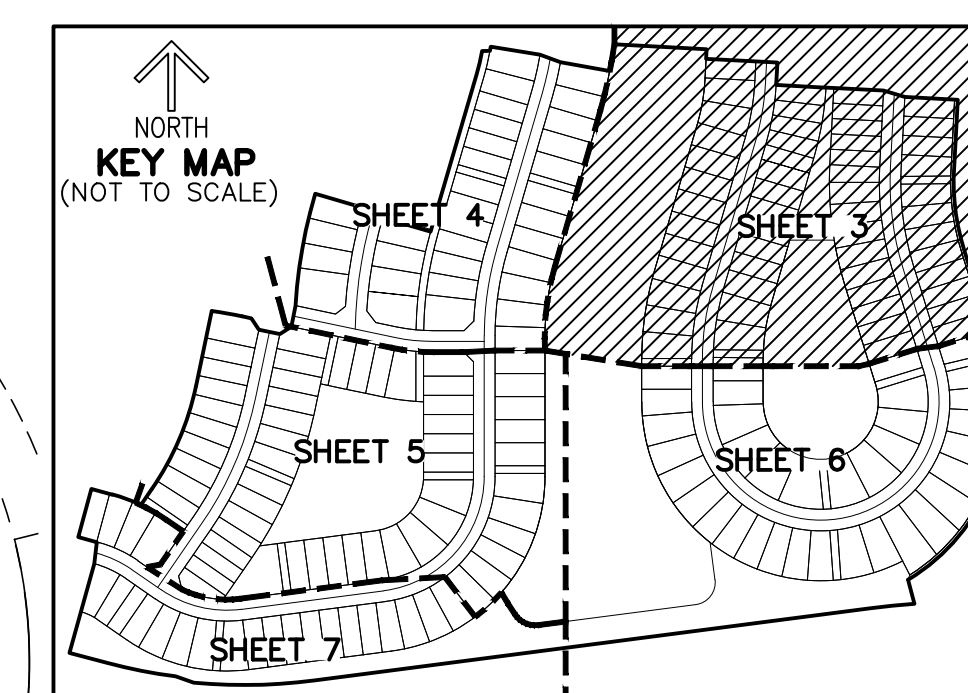 NORTH
KEY MAP
(NOT TO SCALE)
SHEET 4
SHEET 3
SHEET 5
SHEET 6
SHEET 7